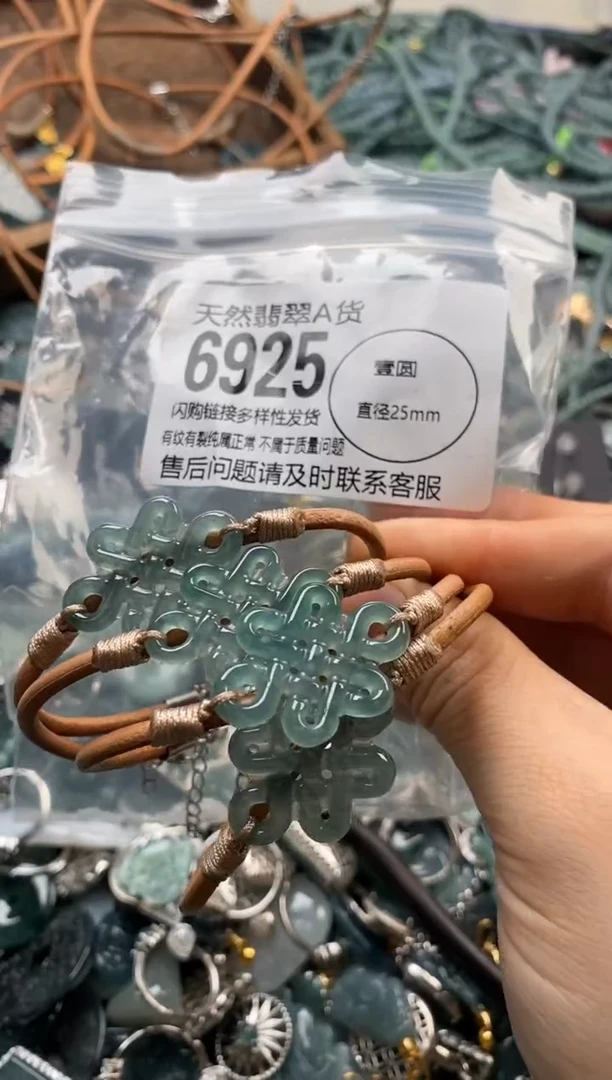 天然翡翠A货
6925
壹圆
直径25mm
闪购链接多样性发货
有纹有裂纯属正常 不属于质量问题
售后问题请及时联系客服